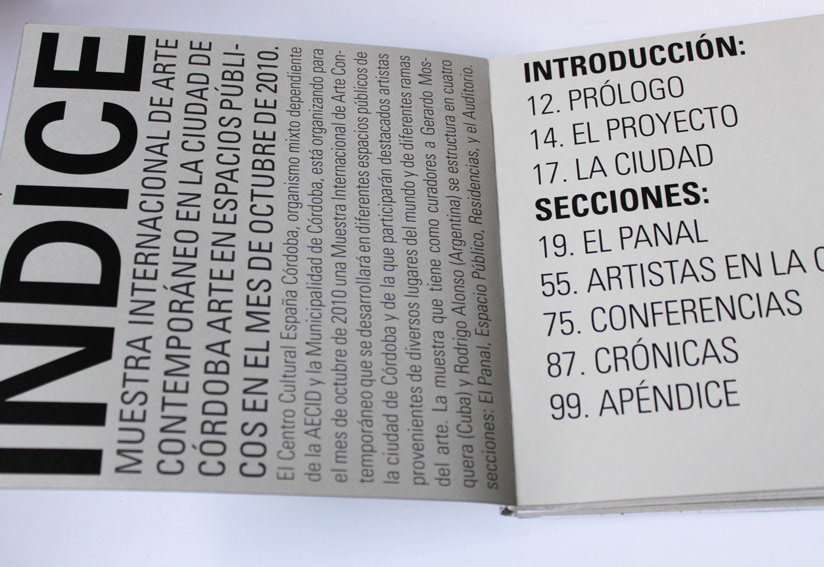 ÍNDICE
MUESTRA INTERNACIONAL DE ARTE
CONTEMPORÁNEO EN LA CIUDAD DE
CÓRDOBA ARTE EN ESPACIOS PÚBLI-
COS EN EL MES DE OCTUBRE DE 2010.
El Centro Cultural España Córdoba, organismo mixto dependiente
de la AECID y la Municipalidad de Córdoba, está organizando para
el mes de octubre de 2010 una Muestra Internacional de Arte Con-
temporáneo que se desarrollará en diferentes espacios públicos de
la ciudad de Córdoba y de la que participarán destacados artistas
provenientes de diversos lugares del mundo y de diferentes ramas
del arte. La muestra que tiene como curadores a Gerardo Mos-
quera (Cuba) y Rodrigo Alonso (Argentina) se estructura en cuatro
secciones: El Panal, Espacio Público, Residencias, y el Auditorio.
INTRODUCCIÓN:
12. PRÓLOGO
14. EL PROYECTO
17. LA CIUDAD
SECCIONES:
19. EL PANAL
55. ARTISTAS EN LA
75. CONFERENCIAS
87. CRÓNICAS
99. APÉNDICE